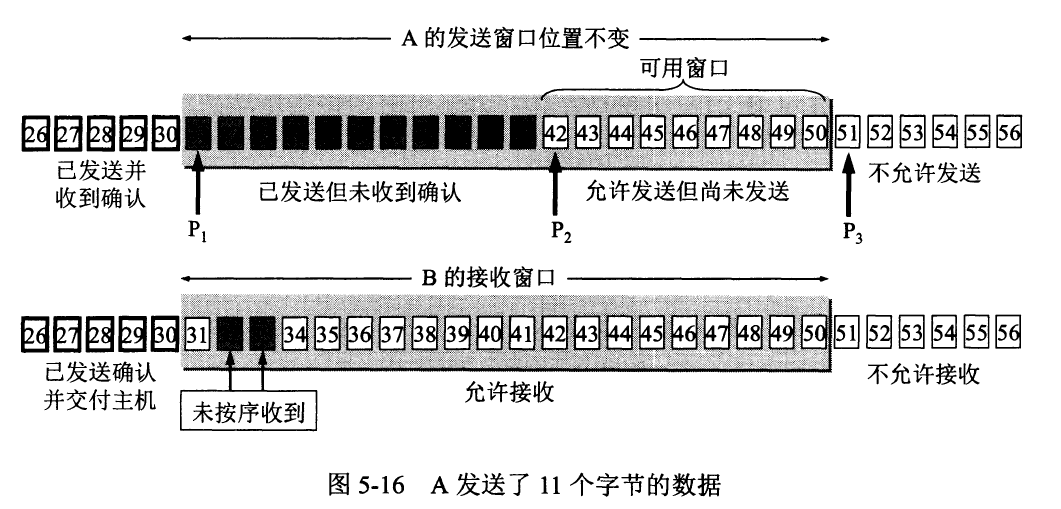 A 的发送窗口位置不变
可用窗口
26 27 28 29 30 42 43 44 45 46 47 48 49 50 51 52 53 54 55 56
已发送并
收到确认
已发送但未收到确认
允许发送但尚未发送
不允许发送
P1
P2
P3
B 的接收窗口
26 27 28 29 30 31 34 35 36 37 38 39 40 41 42 43 44 45 46 47 48 49 50 51 52 53 54 55 56
已发送确认
并交付主机
未按序收到
允许接收
不允许接收
图 5-16 A 发送了 11 个字节的数据